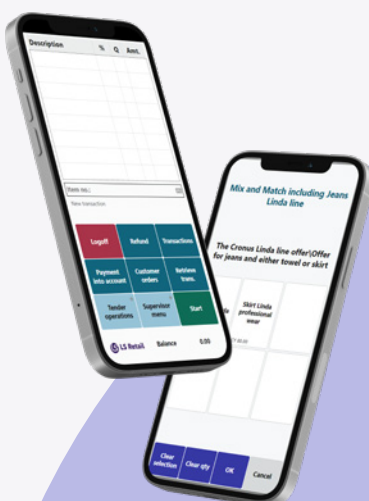 Description % Q Amt.
Item no.:
New transaction
Logoff Refund Transactions
Payment
into account
Customer
orders
Retrieve
trans.
Tender
operations
Supervisor
menu
Start
LS Retail Balance 0.00
Mix and Match including Jeans
Linda line
The Cronus Linda line offer\Offer
for jeans and either towel or skirt
Skirt Linda
professional
wear
Clear
selection
Clear qty
OK
Cancel